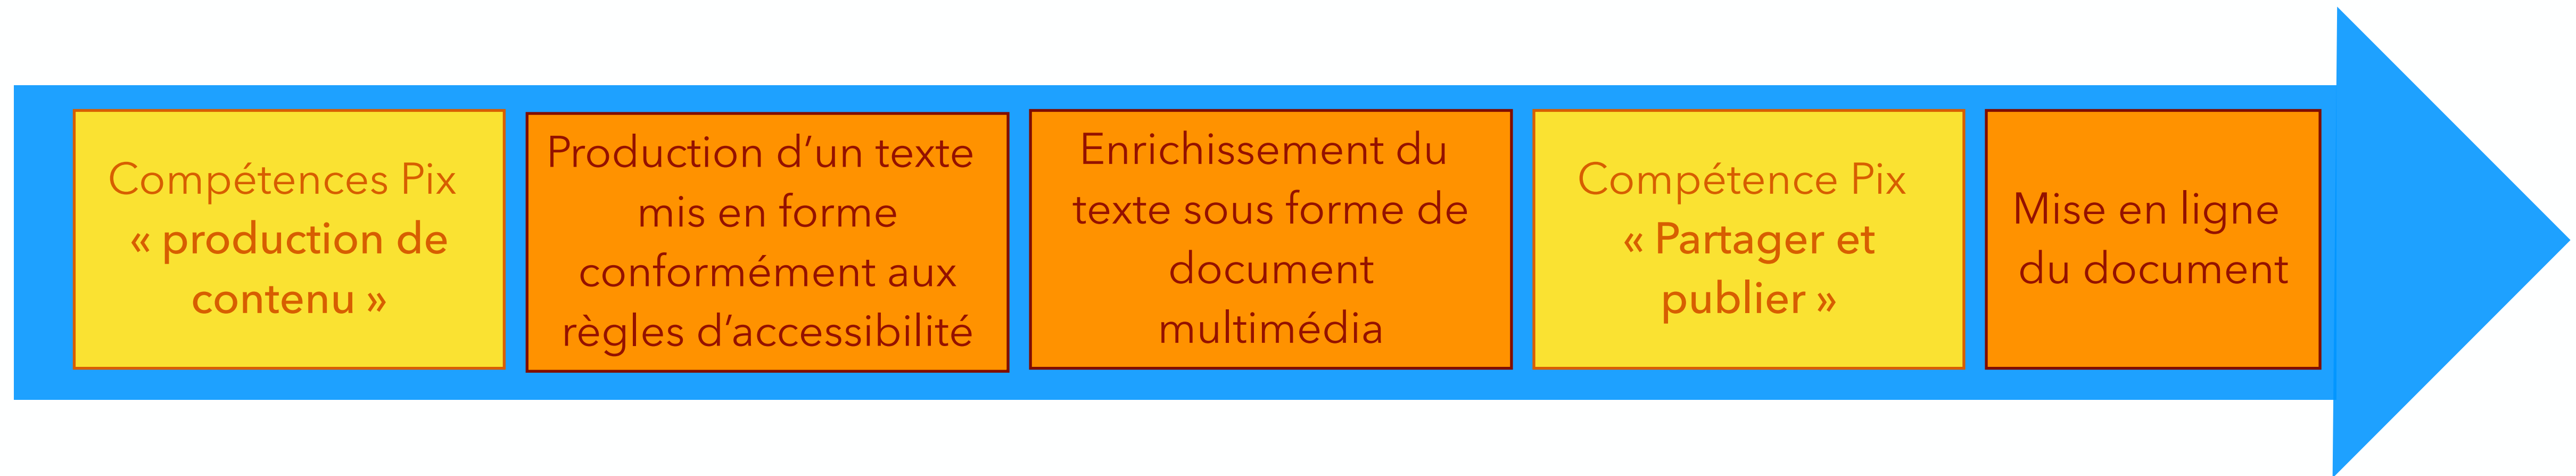 Compétences Pix
« production de
contenu »
Production d’un texte
mis en forme
conformément aux
règles d’accessibilité
Enrichissement du
texte sous forme de
document
multimédia
Compétence Pix
« Partager et
publier »
Mise en ligne
du document